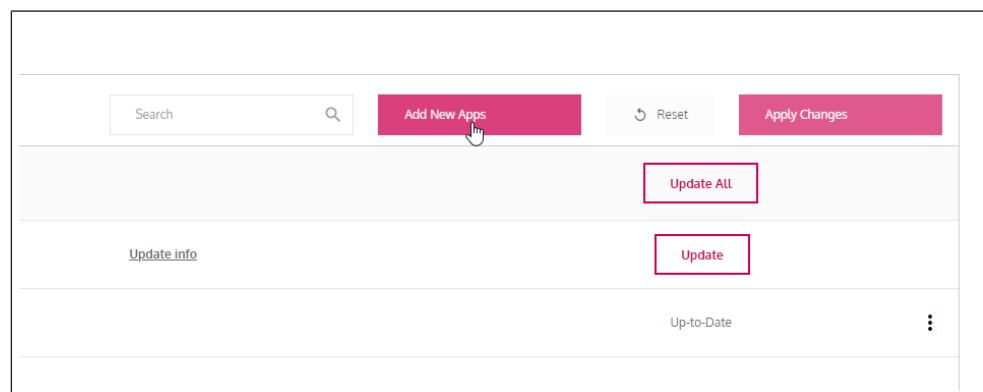 Search
Add New Apps
Reset
Apply Changes
Update All
Update info
Update
Up-to-Date